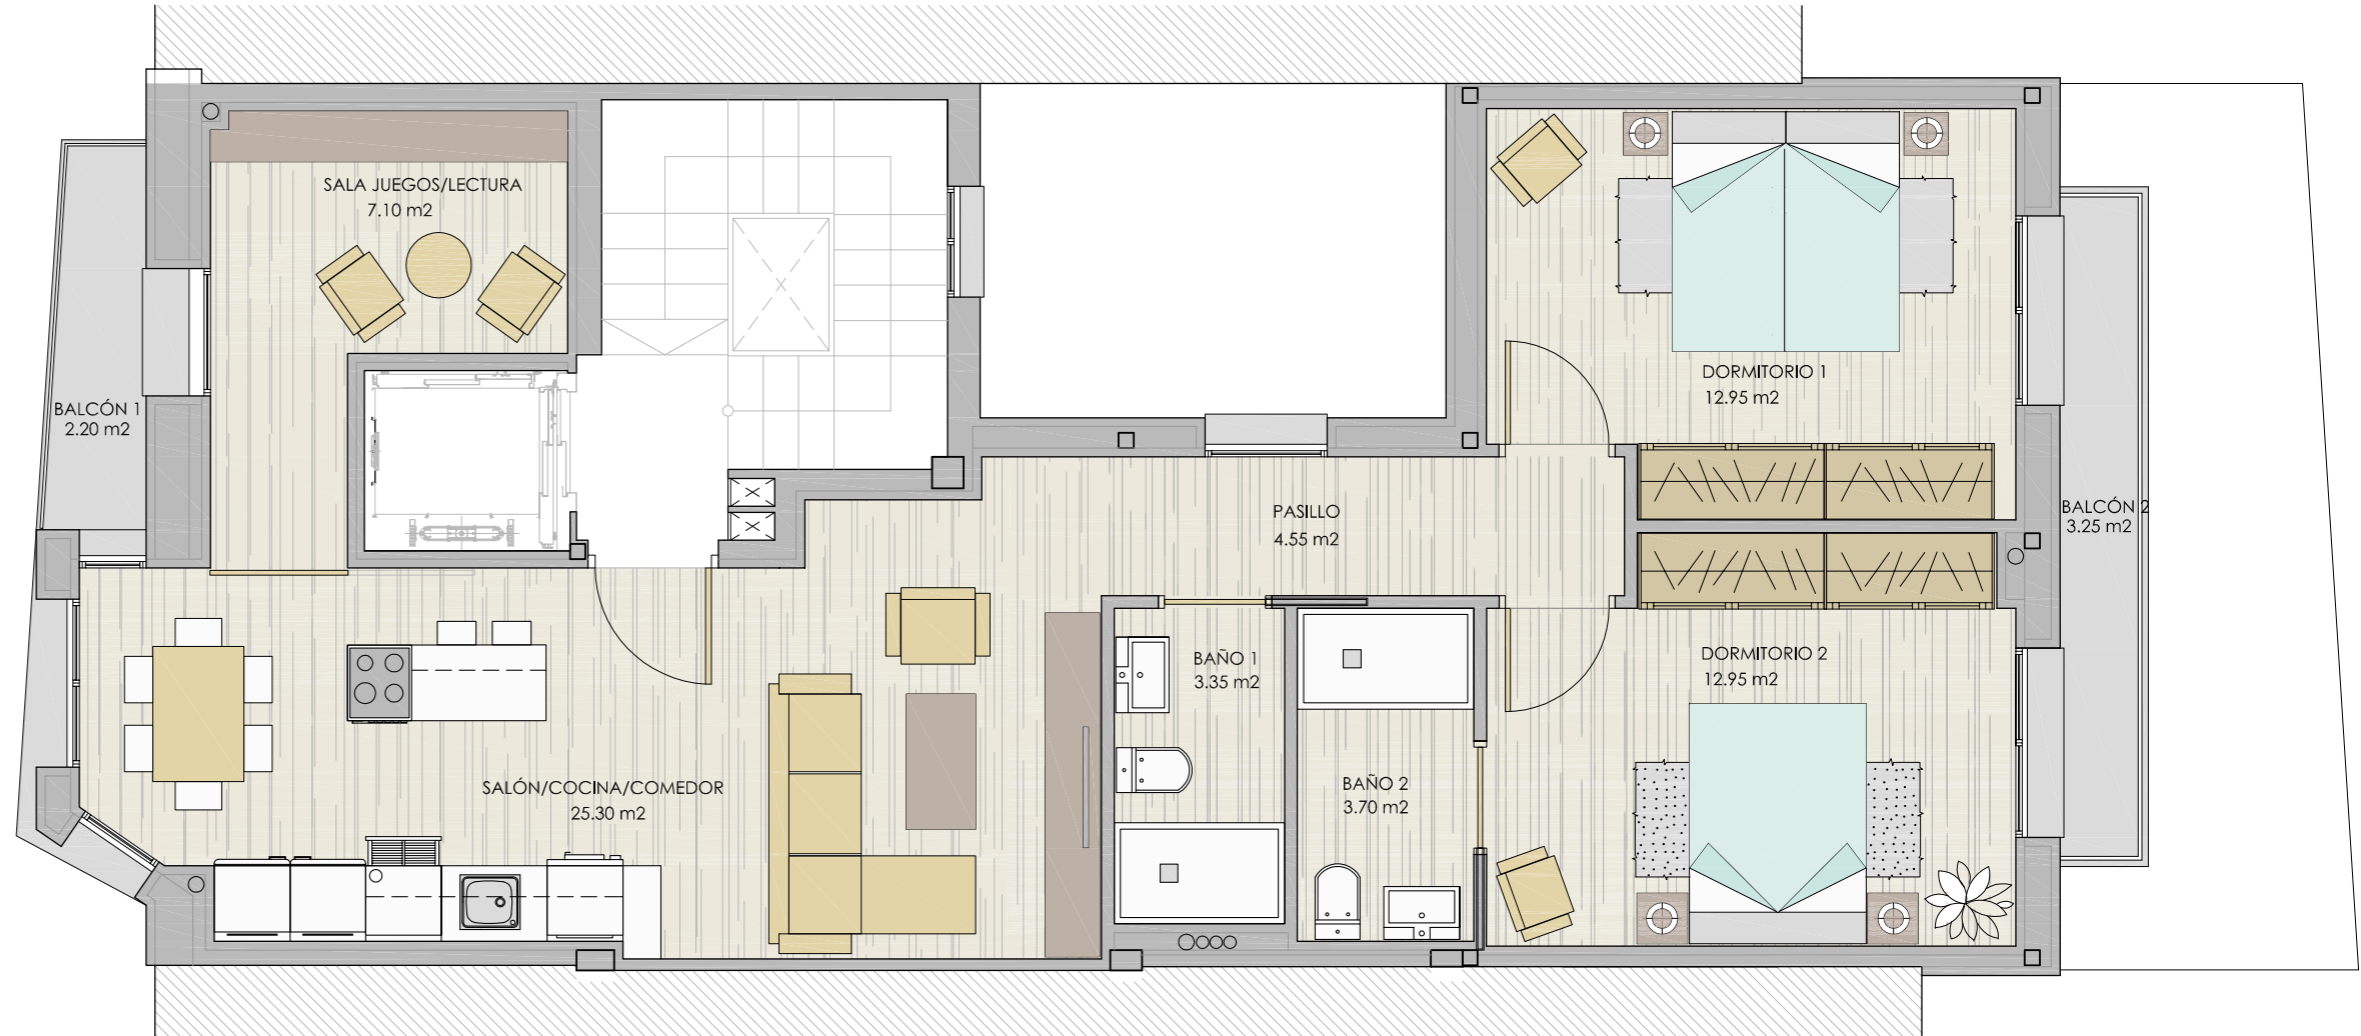 SALA JUEGOS/LECTURA
7.10 m2
DORMITORIO 1
12.95 m2
BALCÓN 1
2.20 m2
PASILLO
4.55 m2
BALCÓN 2
3.25 m2
BAÑO 1
3.35 m2
DORMITORIO 2
12.95 m2
SALÓN/COCINA/COMEDOR
25.30 m2
BAÑO 2
3.70 m2